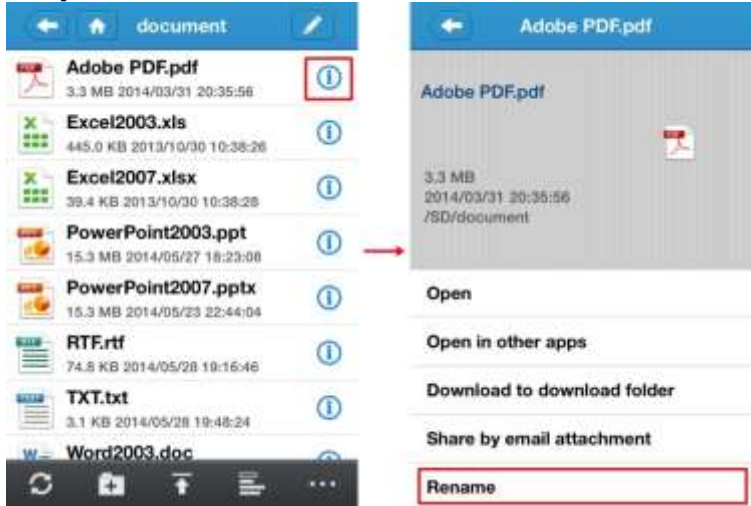 document
Adobe PDF.pdf
3.3 MB 2014/03/31 20:35:56
Excel2003.xls
445.0 KB 2013/10/30 10:38:26
Excel2007.xlsx
39.4 KB 2013/10/30 10:38:28
PowerPoint2003.ppt
15.3 MB 2014/05/27 18:23:08
PowerPoint2007.pptx
15.3 MB 2014/05/23 22:44:04
RTF.rtf
74.8 KB 2014/05/28 19:16:46
TXT.txt
3.1 KB 2014/05/28 19:48:24
Word2003.doc
Adobe PDF.pdf
Adobe PDF.pdf
3.3 MB
2014/03/31 20:35:56
/SD/document
Open
Open in other apps
Download to download folder
Share by email attachment
Rename